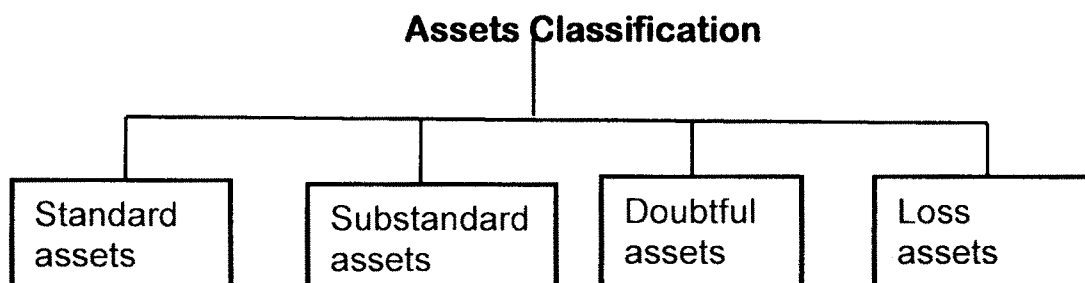 Assets Classification
Standard
assets
Substandard
assets
Doubtful
assets
Loss
assets